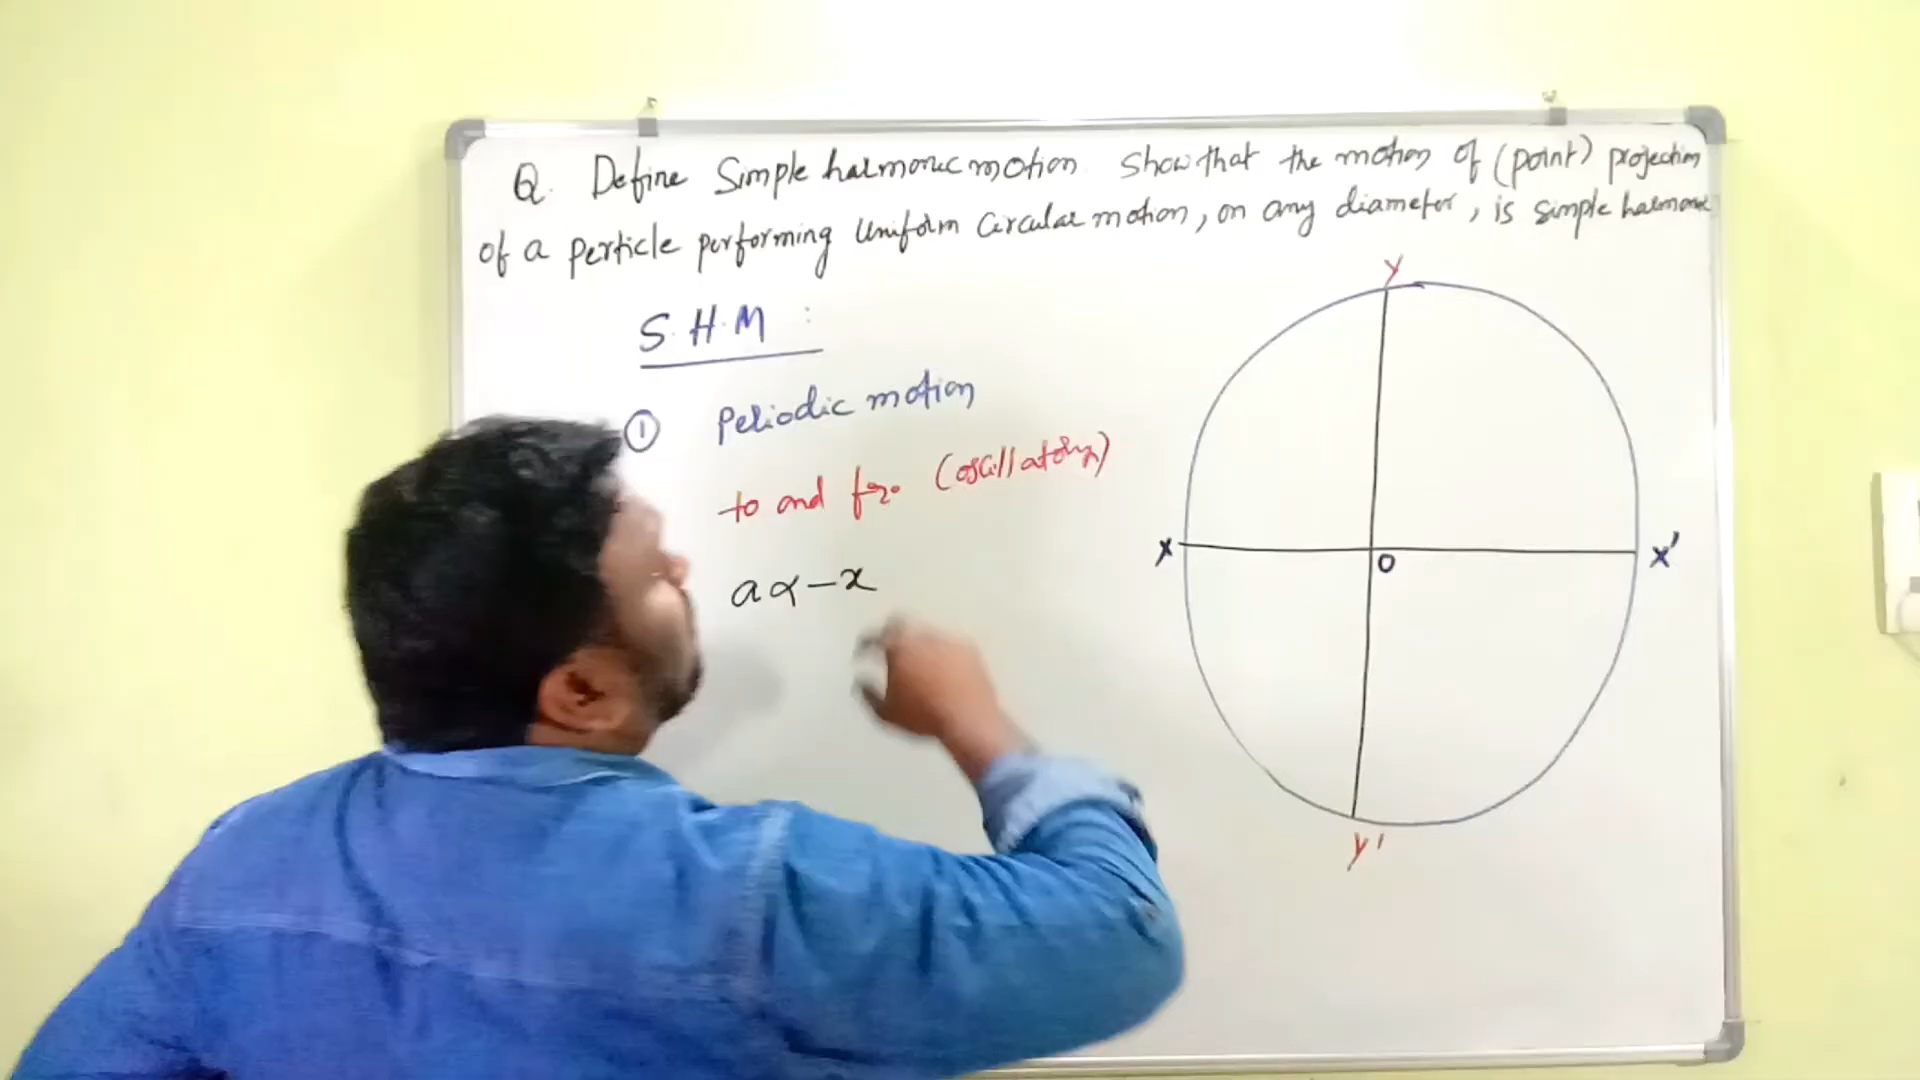 Q. Define Simple harmonic motion. Show that the motion of (point) projection
of a perticle performing Uniform Circular motion, on any diameter, is simple harmonic
S.H.M :
① Periodic motion
to and fro (oscillatory)
a α - x
Y
X
O
X'
Y'